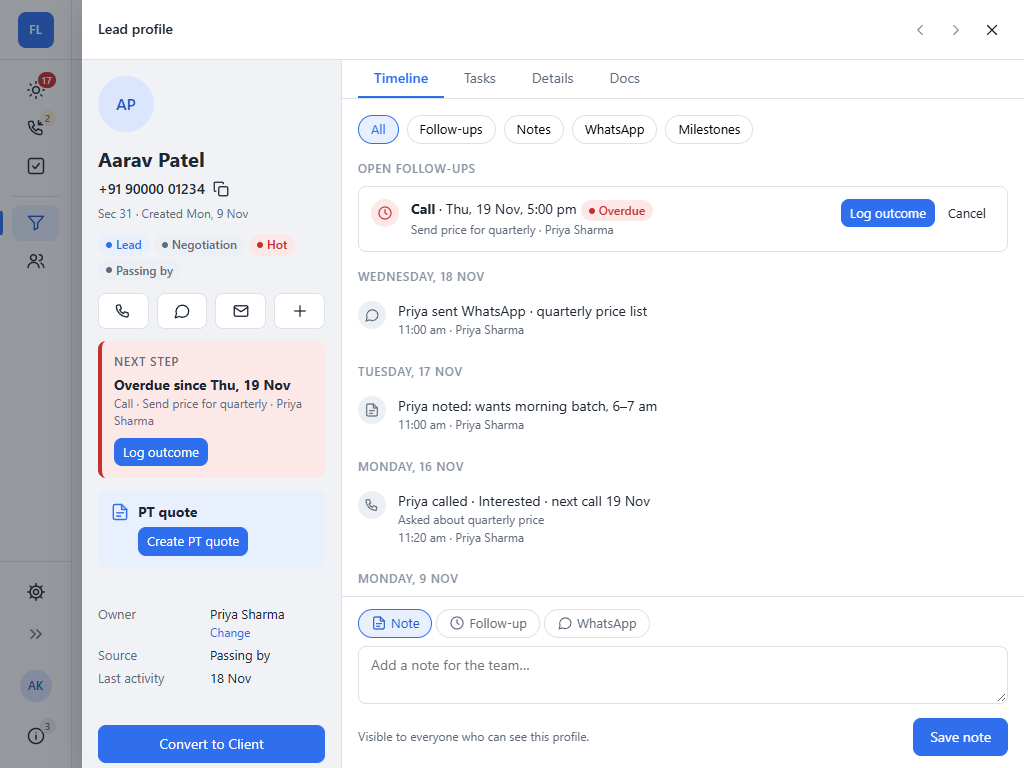 FL
17
2
AK
3
Lead profile
AP
Aarav Patel
+91 90000 01234
Sec 31 · Created Mon, 9 Nov
Lead
Negotiation
Hot
Passing by
NEXT STEP
Overdue since Thu, 19 Nov
Call · Send price for quarterly · Priya
Sharma
Log outcome
PT quote
Create PT quote
Owner
Priya Sharma
Change
Source
Passing by
Last activity
18 Nov
Convert to Client
Timeline
Tasks
Details
Docs
All
Follow-ups
Notes
WhatsApp
Milestones
OPEN FOLLOW-UPS
Call · Thu, 19 Nov, 5:00 pm
Overdue
Send price for quarterly · Priya Sharma
Log outcome
Cancel
WEDNESDAY, 18 NOV
Priya sent WhatsApp · quarterly price list
11:00 am · Priya Sharma
TUESDAY, 17 NOV
Priya noted: wants morning batch, 6–7 am
11:00 am · Priya Sharma
MONDAY, 16 NOV
Priya called · Interested · next call 19 Nov
Asked about quarterly price
11:20 am · Priya Sharma
MONDAY, 9 NOV
Note
Follow-up
WhatsApp
Add a note for the team...
Visible to everyone who can see this profile.
Save note